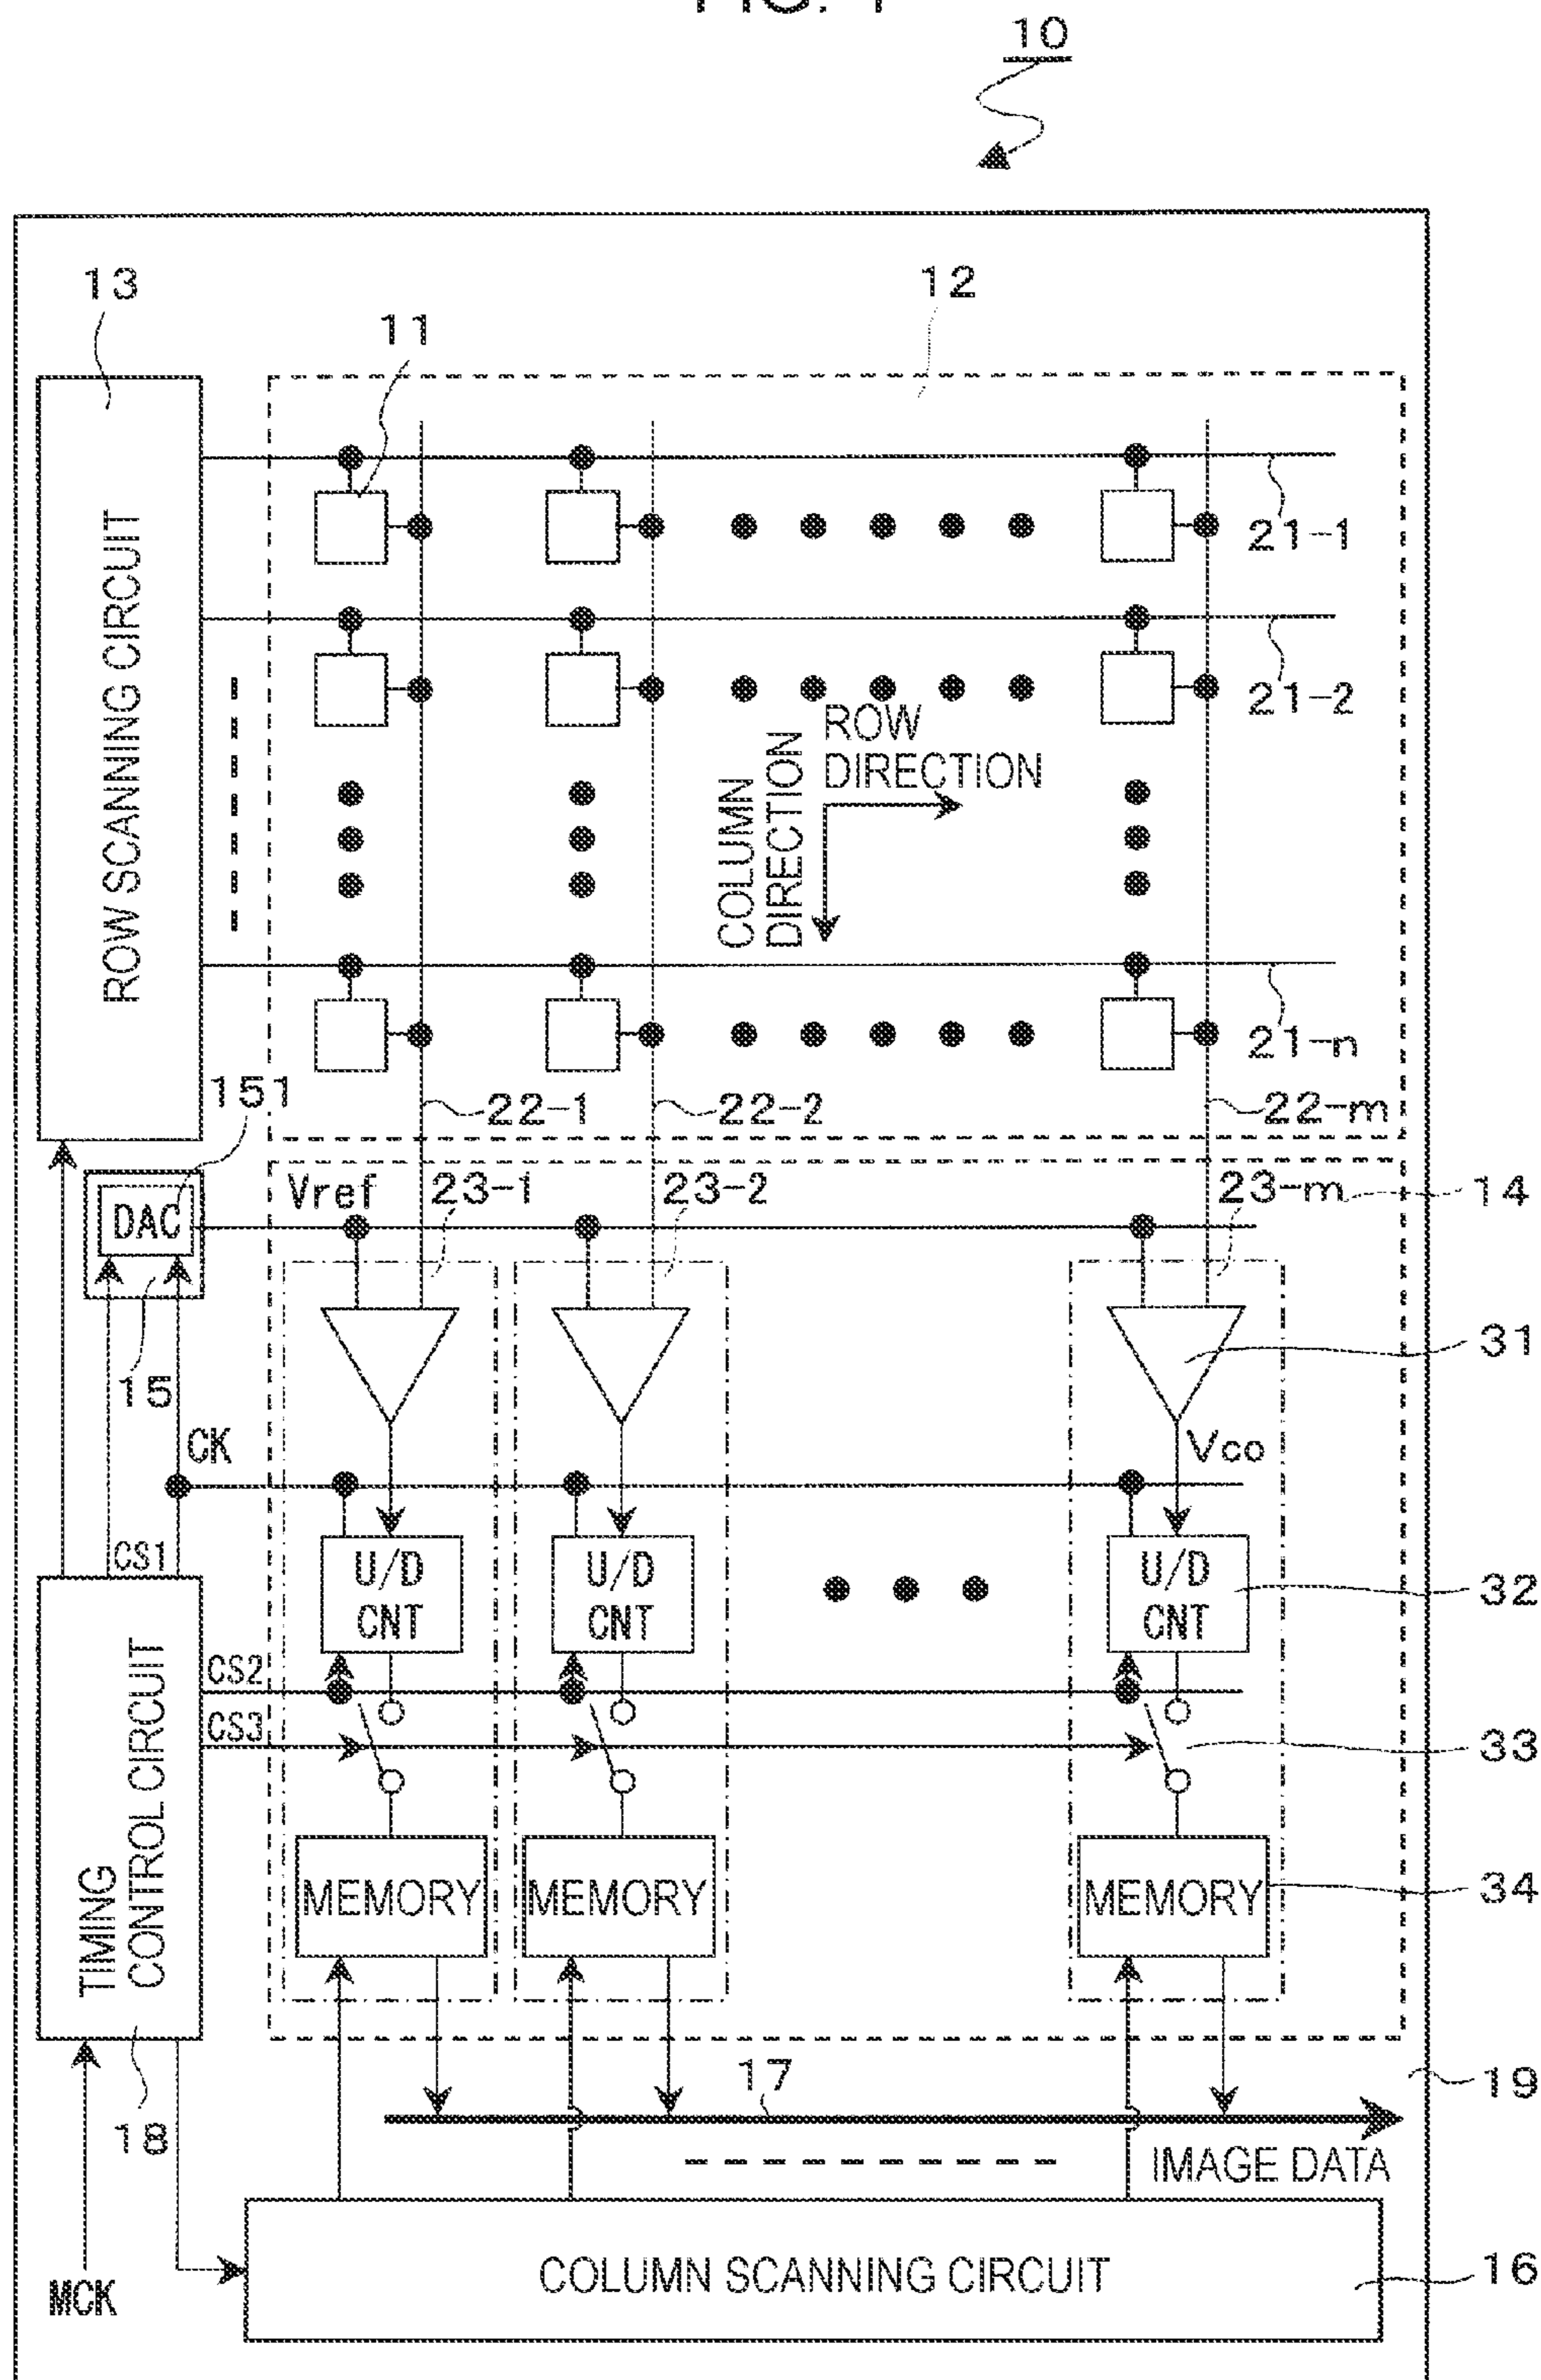 FIG. 1
10
13
11
12
ROW SCANNING CIRCUIT
21-1
21-2
ROW
DIRECTION
COLUMN
DIRECTION
21-n
151
22-1
22-2
22-m
DAC
Vref
23-1
23-2
23-m
14
15
31
CK
Vco
CS1
U/D
CNT
U/D
CNT
U/D
CNT
32
TIMING
CONTROL CIRCUIT
CS2
CS3
33
MEMORY
MEMORY
MEMORY
34
18
17
19
IMAGE DATA
MCK
COLUMN SCANNING CIRCUIT
16